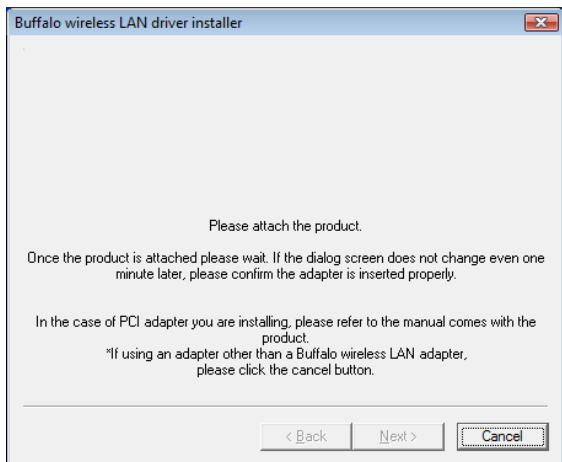 Buffalo wireless LAN driver installer
Please attach the product.
Once the product is attached please wait. If the dialog screen does not change even one
minute later, please confirm the adapter is inserted properly.
In the case of PCI adapter you are installing, please refer to the manual comes with the
product.
*If using an adapter other than a Buffalo wireless LAN adapter,
please click the cancel button.
< Back
Next >
Cancel